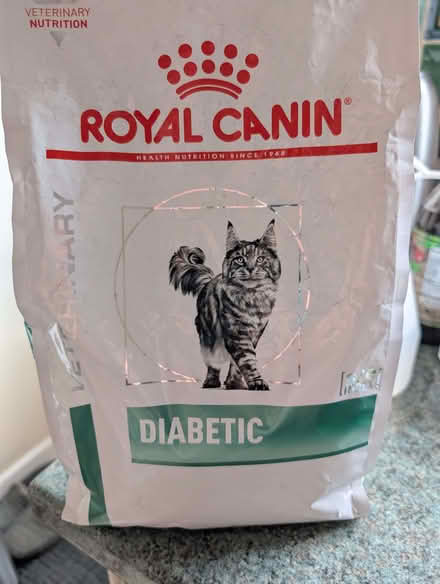 VETERINARY
NUTRITION
ROYAL CANIN®
HEALTH NUTRITION SINCE 1968
VETERINARY
DIABETIC